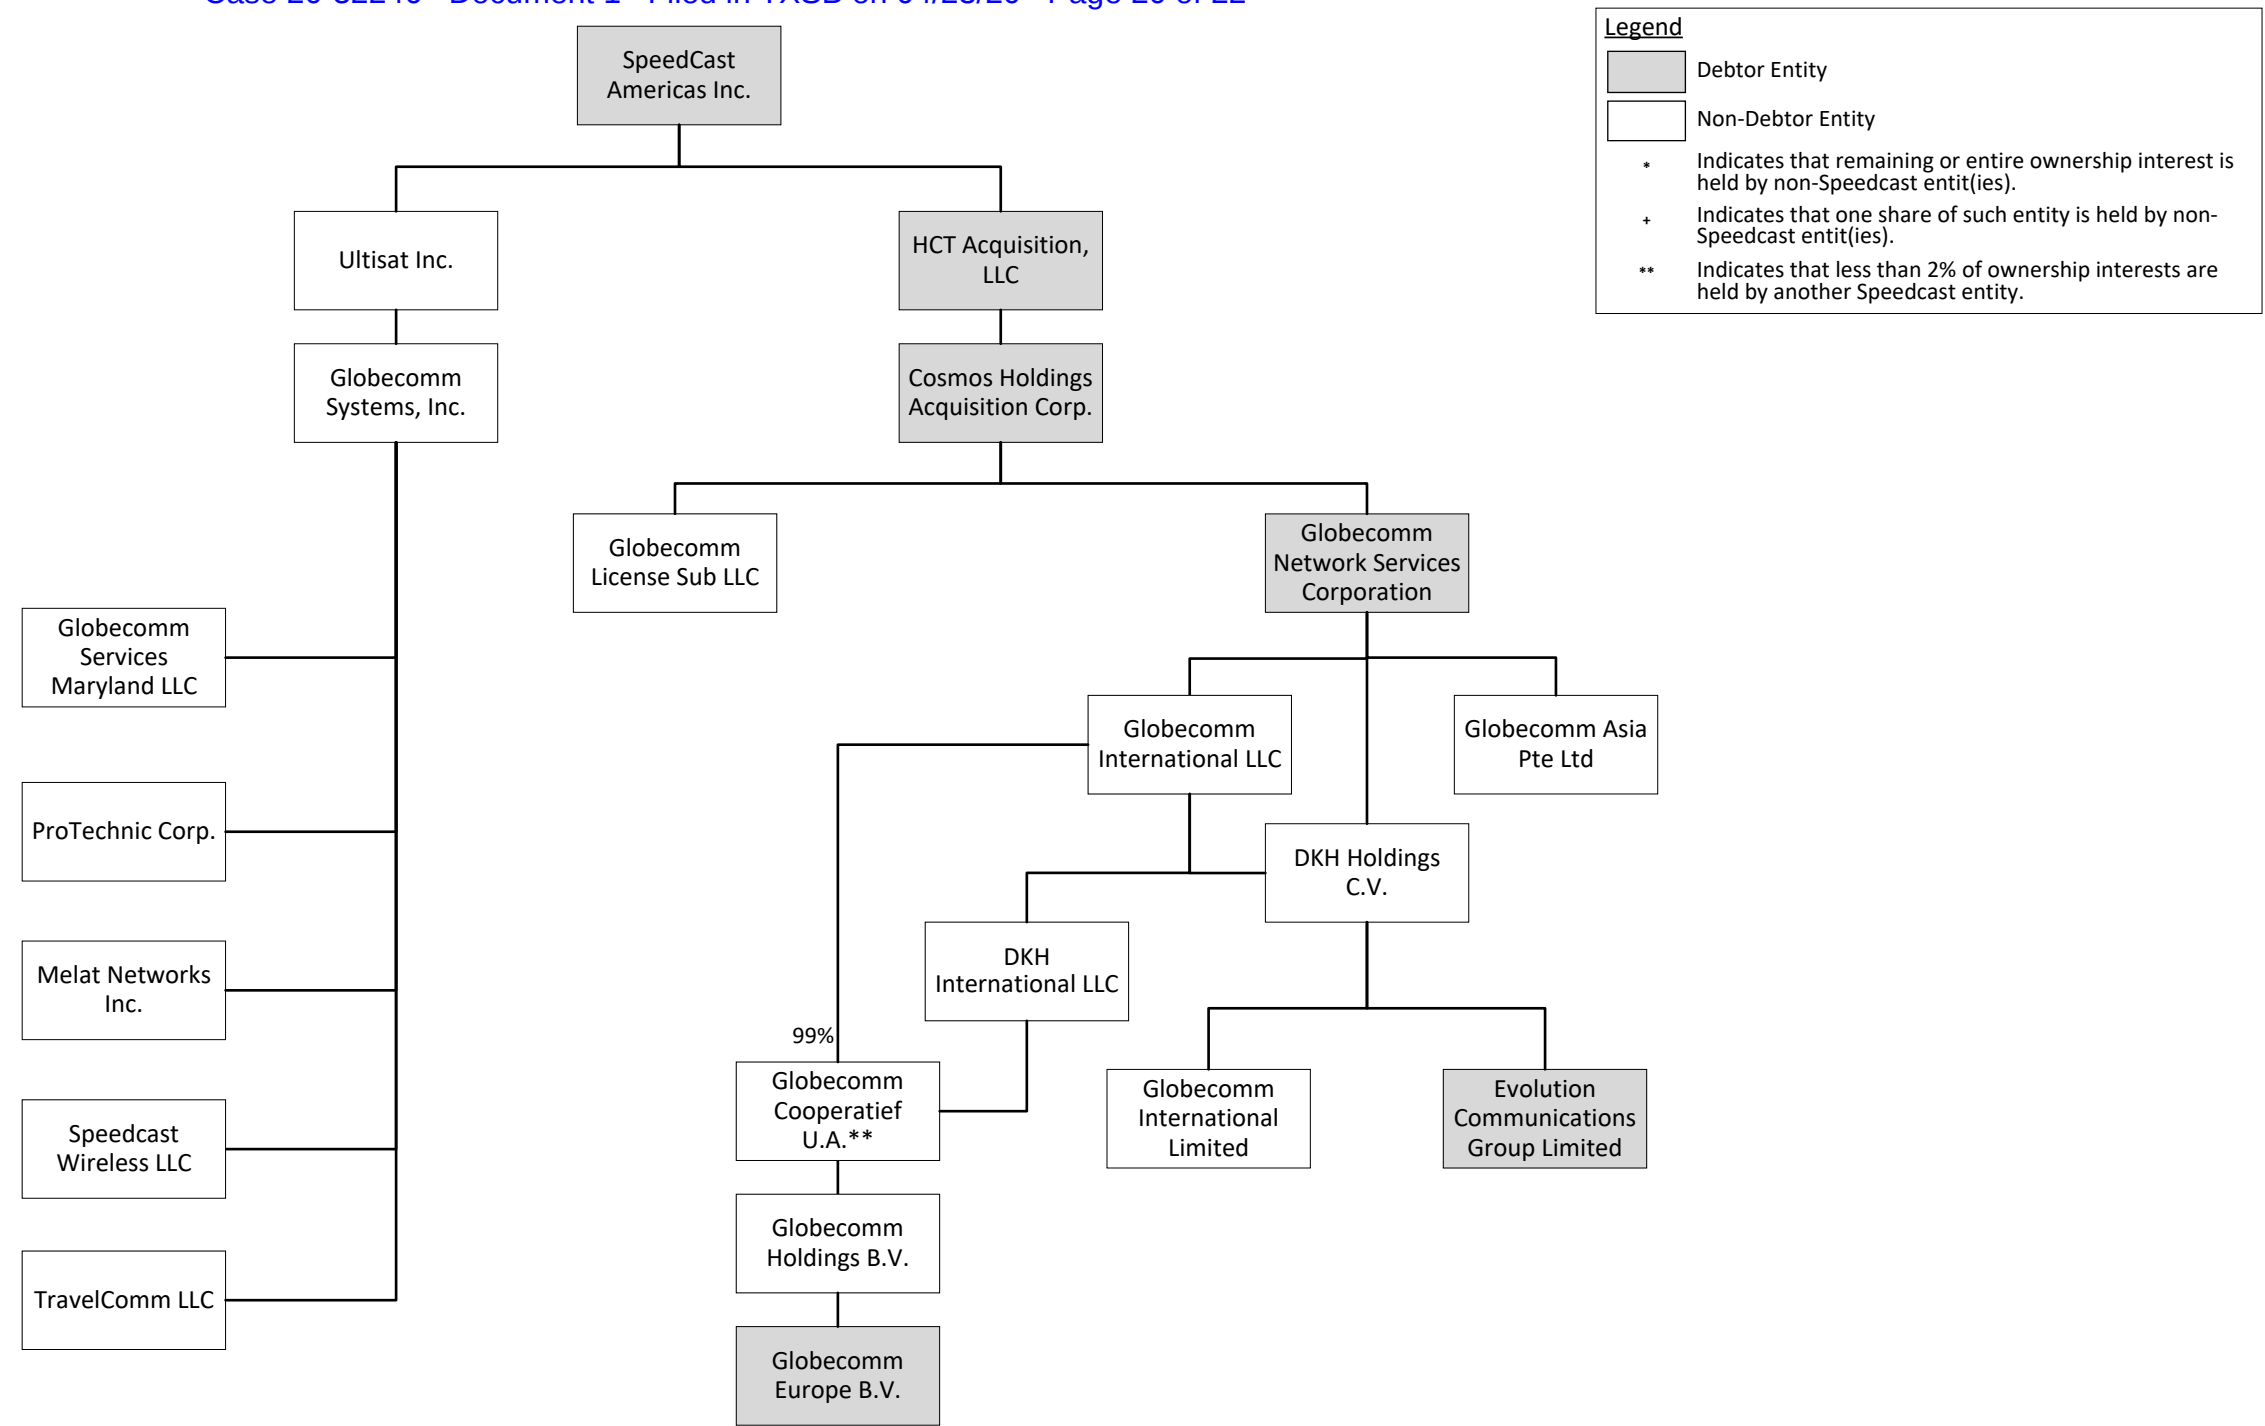 SpeedCast
Americas Inc.
Legend
Debtor Entity
Non-Debtor Entity
* Indicates that remaining or entire ownership interest is
held by non-Speedcast entit(ies).
+ Indicates that one share of such entity is held by non-
Speedcast entit(ies).
** Indicates that less than 2% of ownership interests are
held by another Speedcast entity.
Ultisat Inc.
HCT Acquisition,
LLC
Globecomm
Systems, Inc.
Cosmos Holdings
Acquisition Corp.
Globecomm
License Sub LLC
Globecomm
Network Services
Corporation
Globecomm
Services
Maryland LLC
Globecomm
International LLC
Globecomm Asia
Pte Ltd
ProTechnic Corp.
DKH Holdings
C.V.
Melat Networks
Inc.
DKH
International LLC
99%
Globecomm
Cooperatief
U.A.**
Globecomm
International
Limited
Evolution
Communications
Group Limited
Speedcast
Wireless LLC
Globecomm
Holdings B.V.
TravelComm LLC
Globecomm
Europe B.V.